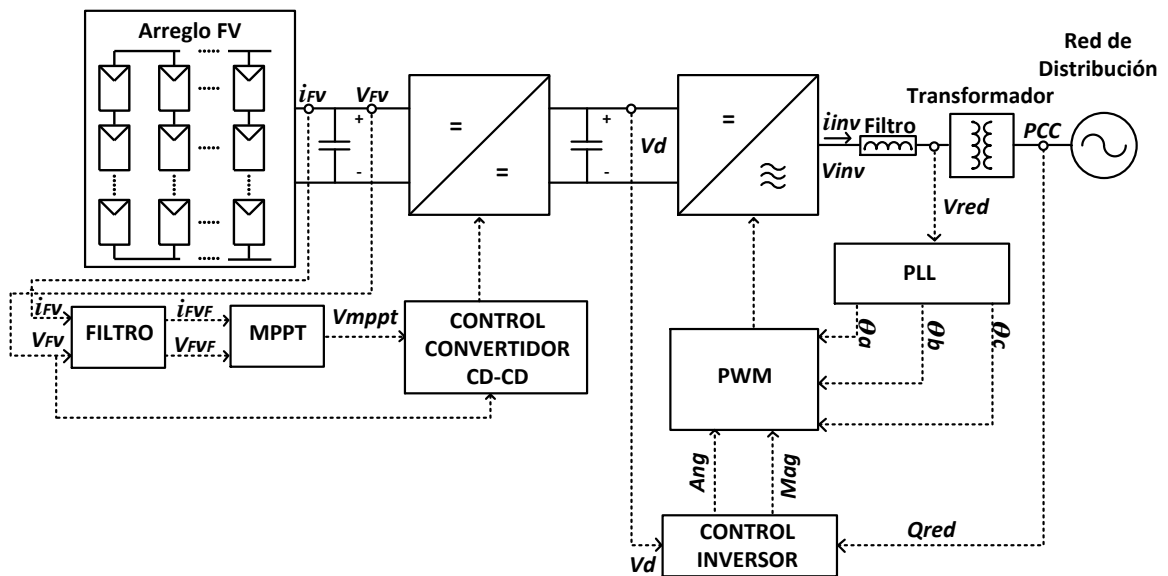 Arreglo FV
.....
.....
.....
.....
.....
.....
.....
.....
iFV
VFV
+
-
=
=
+
-
Vd
=
iinv
Vinv
Filtro
Transformador
PCC
Red de
Distribución
Vred
PLL
θa
θb
θc
iFV
VFV
FILTRO
iFVF
VFVF
MPPT
Vmppt
CONTROL
CONVERTIDOR
CD-CD
PWM
Ang
Mag
Vd
CONTROL
INVERSOR
Qred